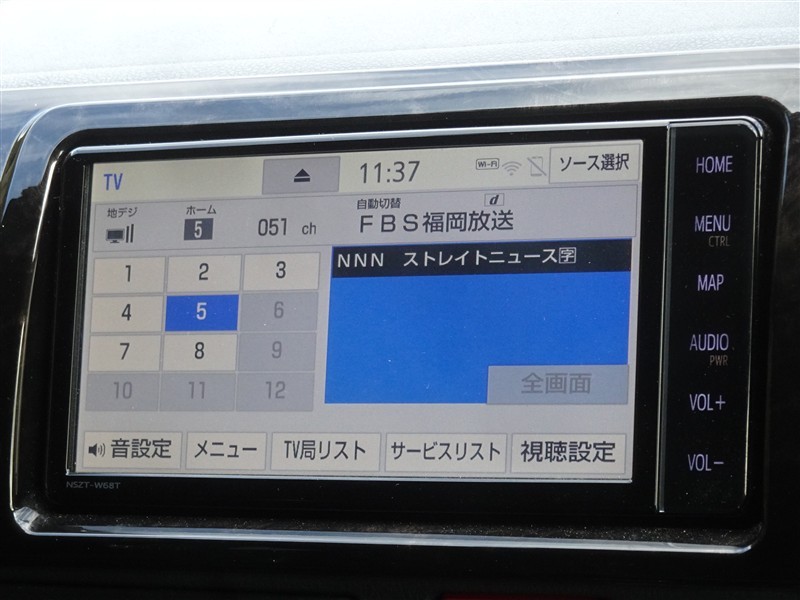 TV
11:37
Wi-Fi
ソース選択
地デジ
ホーム
5
051 ch
自動切替
d
FBS福岡放送
NNN ストレイトニュース字
1 2 3
4 5 6
7 8 9
10 11 12
全画面
音設定
メニュー
TV局リスト
サービスリスト
視聴設定
NSZT-W68T
HOME
MENU
CTRL
MAP
AUDIO
PWR
VOL+
VOL-